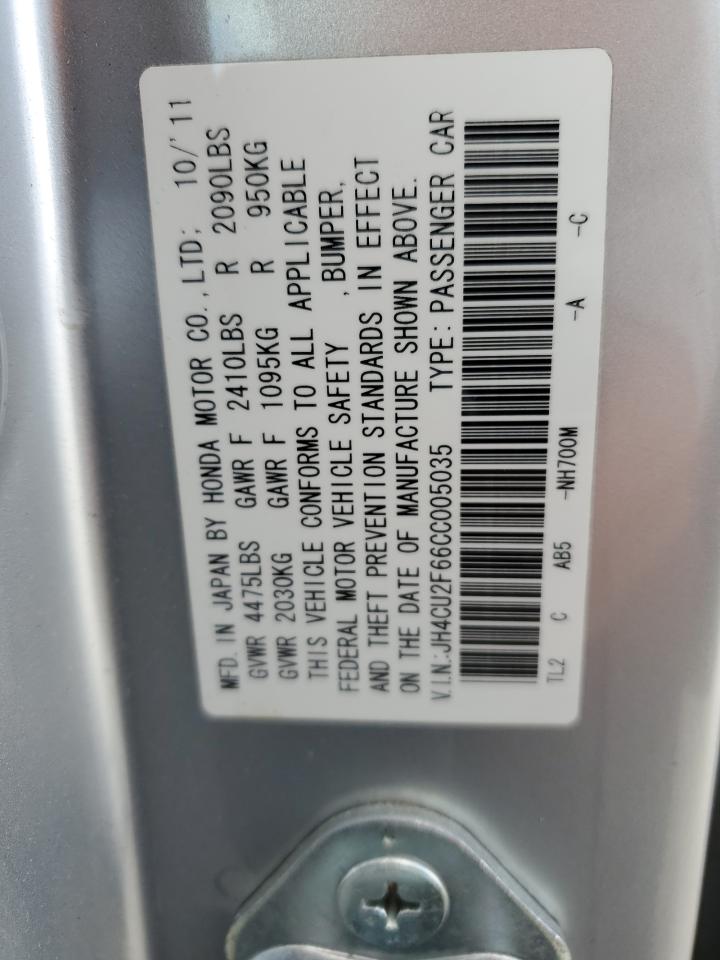 MFD. IN JAPAN BY HONDA MOTOR CO., LTD; 10/'11
GVWR 4475LBS GAWR F 2410LBS R 2090LBS
GVWR 2030KG GAWR F 1095KG R 950KG
THIS VEHICLE CONFORMS TO ALL APPLICABLE
FEDERAL MOTOR VEHICLE SAFETY ,BUMPER,
AND THEFT PREVENTION STANDARDS IN EFFECT
ON THE DATE OF MANUFACTURE SHOWN ABOVE.
V.I.N.:JH4CU2F66CC005035 TYPE: PASSENGER CAR
TL2 C AB5 -NH700M -A -C